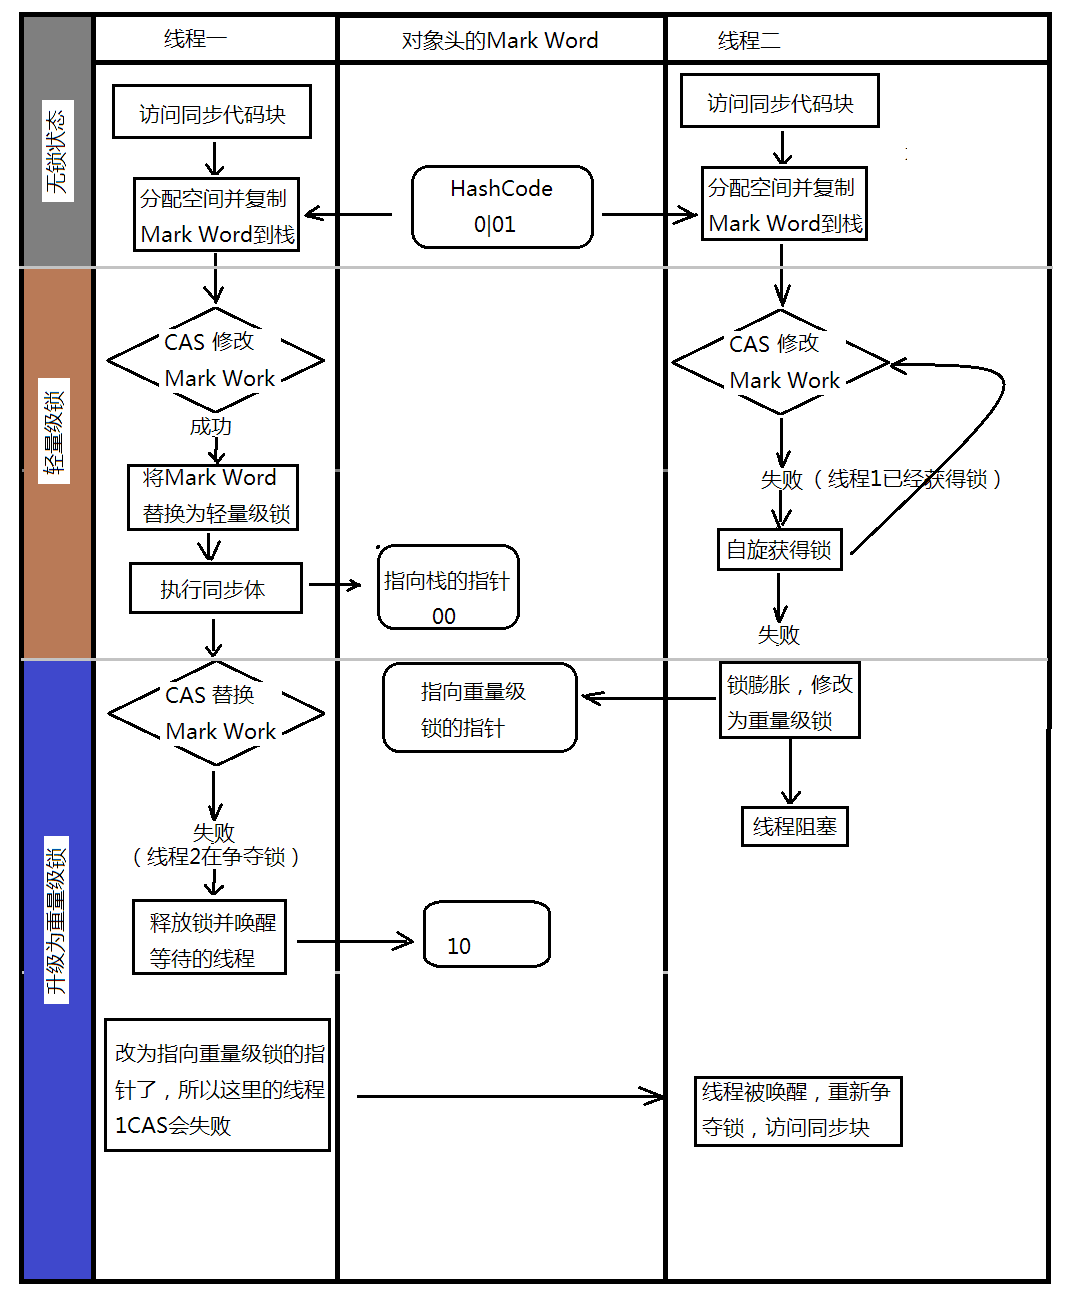 线程一
对象头的Mark Word
线程二
无锁状态
访问同步代码块
访问同步代码块
分配空间并复制
Mark Word到栈
HashCode
0|01
分配空间并复制
Mark Word到栈
轻量级锁
CAS 修改
Mark Work
CAS 修改
Mark Work
成功
将Mark Word
替换为轻量级锁
失败（线程1已经获得锁）
自旋获得锁
执行同步体
指向栈的指针
00
失败
升级为重量级锁
CAS 替换
Mark Work
指向重量级
锁的指针
锁膨胀，修改
为重量级锁
线程阻塞
失败
（线程2在争夺锁）
释放锁并唤醒
等待的线程
10
改为指向重量级锁的指
针了，所以这里的线程
1CAS会失败
线程被唤醒，重新争
夺锁，访问同步块